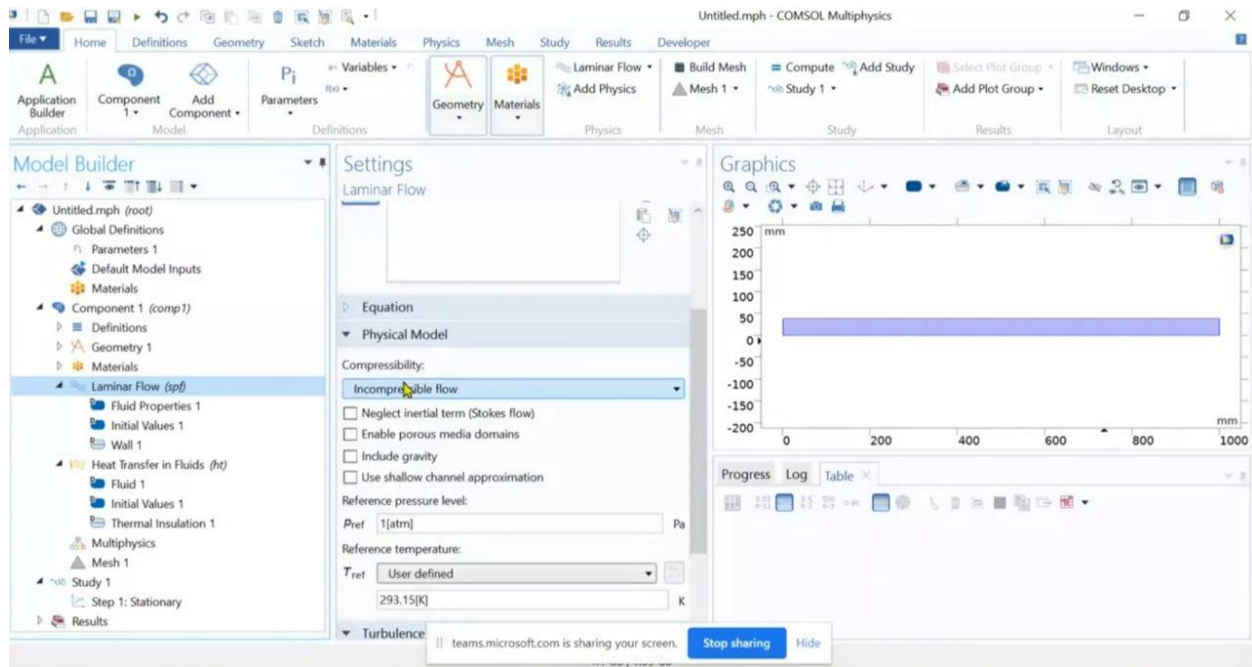 Untitled.mph - COMSOL Multiphysics
File
Home
Definitions
Geometry
Sketch
Materials
Physics
Mesh
Study
Results
Developer
A
Application Builder
Application
Component 1
Add Component
Model
Pi
Parameters
Variables
f(x)
Definitions
Geometry
Materials
Laminar Flow
Add Physics
Physics
Build Mesh
Mesh 1
Mesh
Compute
Add Study
Study 1
Study
Select Plot Group
Add Plot Group
Results
Windows
Reset Desktop
Layout
Model Builder
Untitled.mph (root)
Global Definitions
Pi Parameters 1
Default Model Inputs
Materials
Component 1 (comp1)
Definitions
Geometry 1
Materials
Laminar Flow (spf)
Fluid Properties 1
Initial Values 1
Wall 1
Heat Transfer in Fluids (ht)
Fluid 1
Initial Values 1
Thermal Insulation 1
Multiphysics
Mesh 1
Study 1
Step 1: Stationary
Results
Settings
Laminar Flow
Equation
Physical Model
Compressibility:
Incompressible flow
Neglect inertial term (Stokes flow)
Enable porous media domains
Include gravity
Use shallow channel approximation
Reference pressure level:
pref 1[atm] Pa
Reference temperature:
Tref User defined
293.15[K] K
Turbulence
Graphics
250 mm
200
150
100
50
0
-50
-100
-150
-200 mm
0 200 400 600 800 1000
Progress Log Table
teams.microsoft.com is sharing your screen. Stop sharing Hide